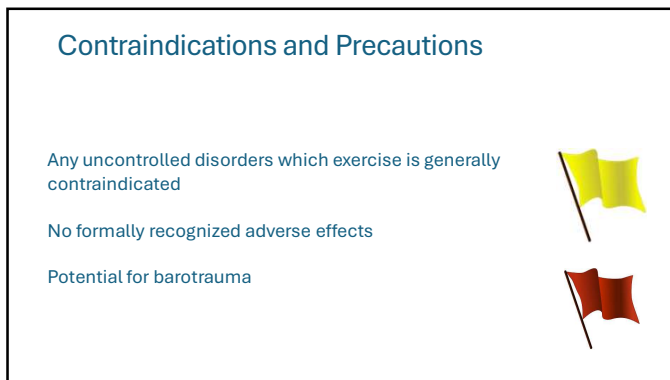 Contraindications and Precautions
Any uncontrolled disorders which exercise is generally
contraindicated
No formally recognized adverse effects
Potential for barotrauma